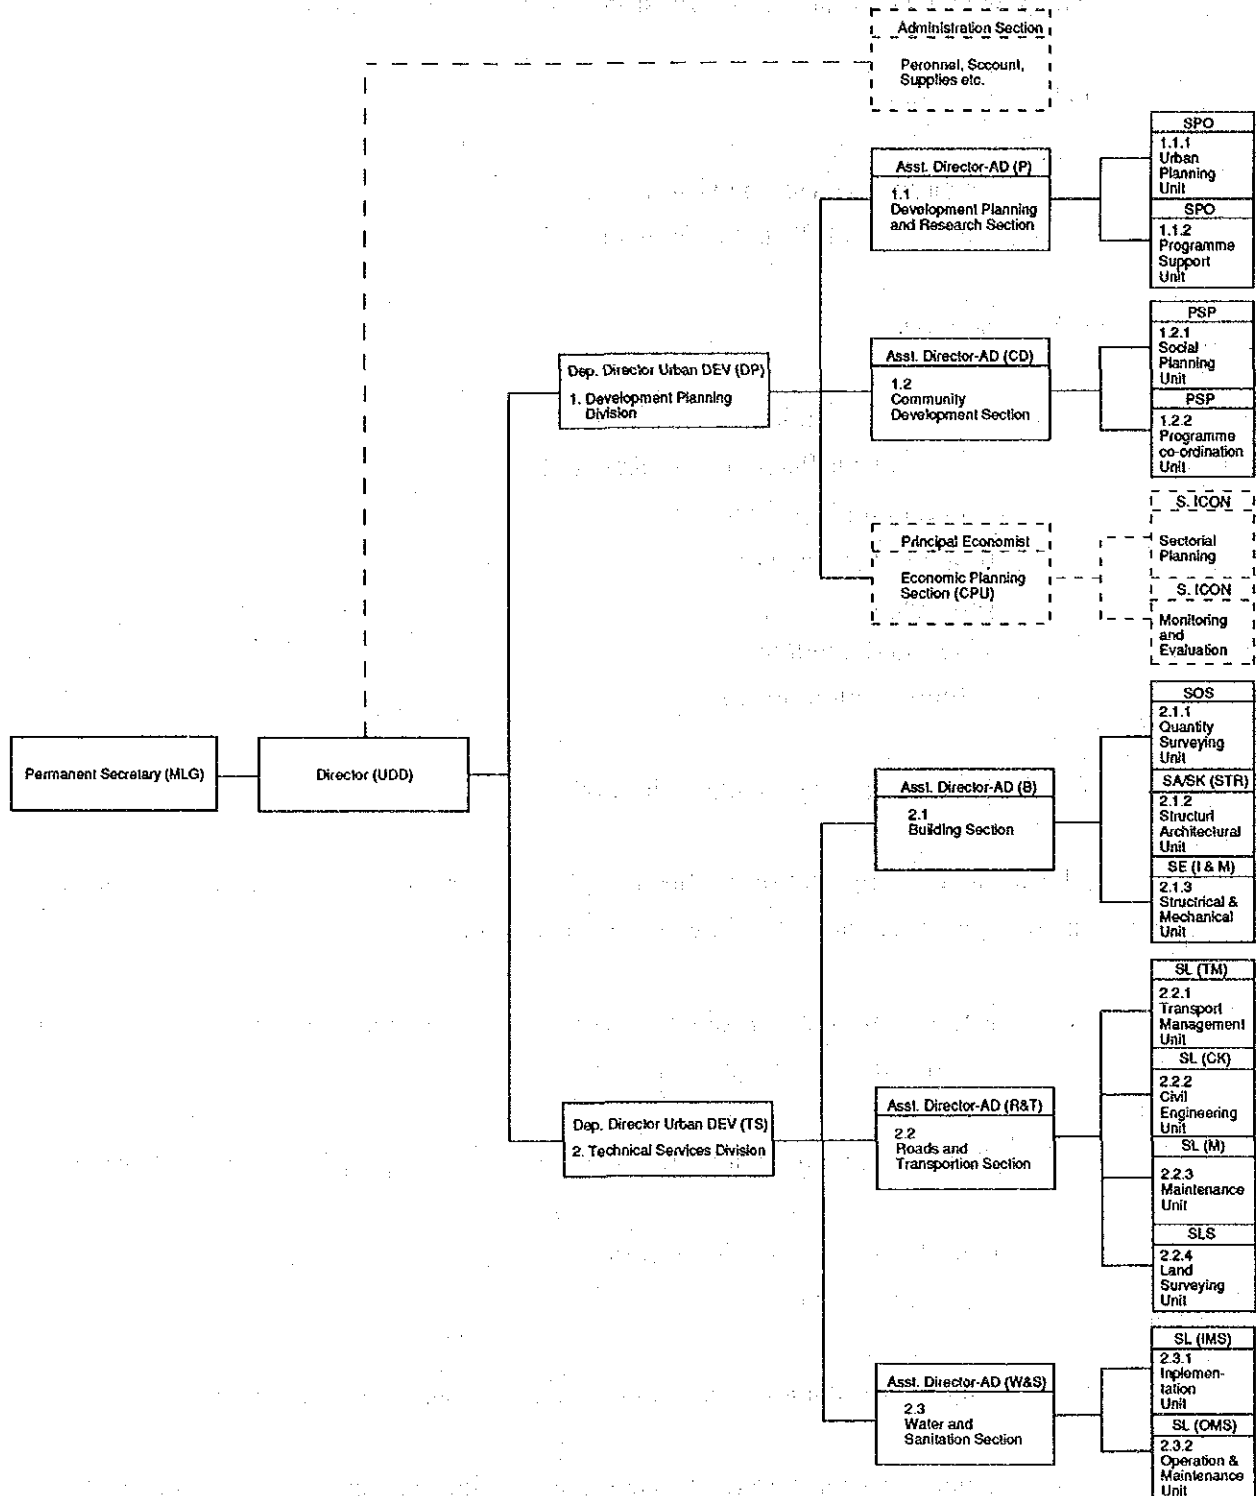 Administration Section
Peronnel, Sccount,
Supplies etc.
SPO
1.1.1
Urban
Planning
Unit
Asst. Director-AD (P)
1.1
Development Planning
and Research Section
SPO
1.1.2
Programme
Support
Unit
PSP
1.2.1
Social
Planning
Unit
Asst. Director-AD (CD)
1.2
Community
Development Section
PSP
1.2.2
Programme
co-ordination
Unit
Dep. Director Urban DEV (DP)
1. Development Planning
Division
S. ICON
Sectorial
Planning
Principal Economist
Economic Planning
Section (CPU)
S. ICON
Monitoring
and
Evaluation
Permanent Secretary (MLG)
Director (UDD)
SOS
2.1.1
Quantity
Surveying
Unit
Asst. Director-AD (B)
2.1
Building Section
SA/SK (STR)
2.1.2
Structurl
Architectural
Unit
SE (I & M)
2.1.3
Structrical &
Mechanical
Unit
SL (TM)
2.2.1
Transport
Management
Unit
SL (CK)
2.2.2
Civil
Engineering
Unit
Dep. Director Urban DEV (TS)
2. Technical Services Division
Asst. Director-AD (R&T)
2.2
Roads and
Transportion Section
SL (M)
2.2.3
Maintenance
Unit
SLS
2.2.4
Land
Surveying
Unit
SL (IMS)
2.3.1
Inplemen-
tation
Unit
Asst. Director-AD (W&S)
2.3
Water and
Sanitation Section
SL (OMS)
2.3.2
Operation &
Maintenance
Unit